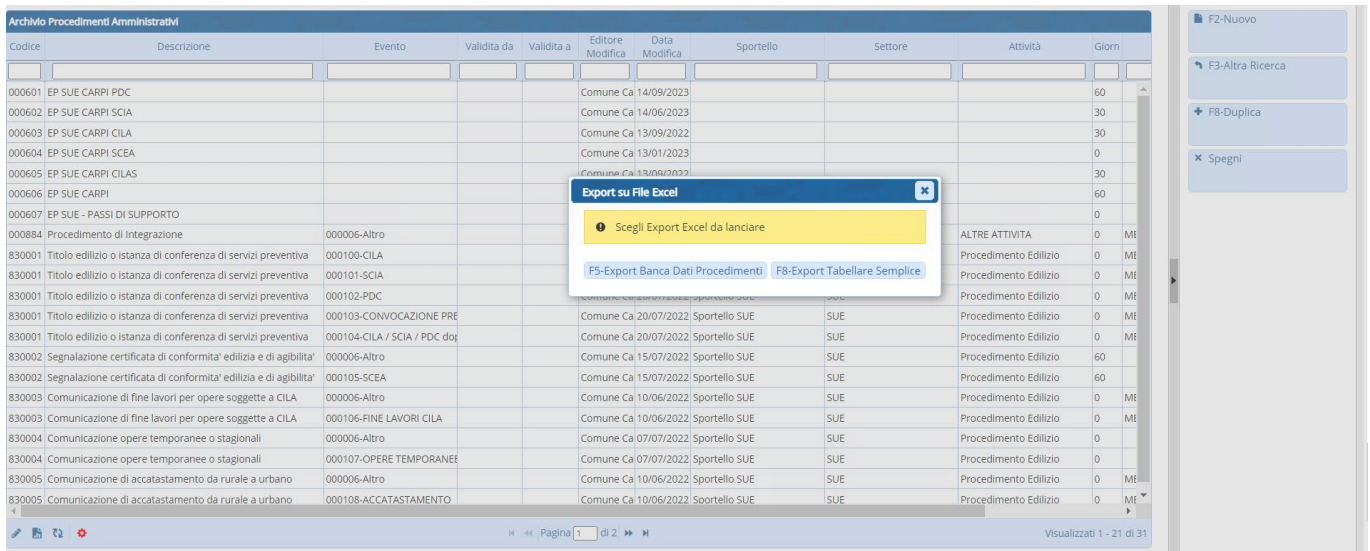 Archivio Procedimenti Amministrativi
Codice Descrizione Evento Validita da Validita a Editore Modifica Data Modifica Sportello Settore Attività Giorn
000601 EP SUE CARPI PDC Comune Ca 14/09/2023 60
000602 EP SUE CARPI SCIA Comune Ca 14/06/2023 30
000603 EP SUE CARPI CILA Comune Ca 13/09/2022 30
000604 EP SUE CARPI SCEA Comune Ca 13/01/2023 0
000605 EP SUE CARPI CILAS Comune Ca 13/09/2022 30
000606 EP SUE CARPI 60
000607 EP SUE - PASSI DI SUPPORTO 0
000884 Procedimento di Integrazione 000006-Altro ALTRE ATTIVITA 0 ME
830001 Titolo edilizio o istanza di conferenza di servizi preventiva 000100-CILA Procedimento Edilizio 0 ME
830001 Titolo edilizio o istanza di conferenza di servizi preventiva 000101-SCIA Procedimento Edilizio 0 ME
830001 Titolo edilizio o istanza di conferenza di servizi preventiva 000102-PDC Procedimento Edilizio 0 ME
830001 Titolo edilizio o istanza di conferenza di servizi preventiva 000103-CONVOCAZIONE PRE Comune Ca 20/07/2022 Sportello SUE SUE Procedimento Edilizio 0 ME
830001 Titolo edilizio o istanza di conferenza di servizi preventiva 000104-CILA / SCIA / PDC dop Comune Ca 20/07/2022 Sportello SUE SUE Procedimento Edilizio 0 ME
830002 Segnalazione certificata di conformita' edilizia e di agibilita' 000006-Altro Comune Ca 15/07/2022 Sportello SUE SUE Procedimento Edilizio 60
830002 Segnalazione certificata di conformita' edilizia e di agibilita' 000105-SCEA Comune Ca 15/07/2022 Sportello SUE SUE Procedimento Edilizio 60
830003 Comunicazione di fine lavori per opere soggette a CILA 000006-Altro Comune Ca 10/06/2022 Sportello SUE SUE Procedimento Edilizio 0 ME
830003 Comunicazione di fine lavori per opere soggette a CILA 000106-FINE LAVORI CILA Comune Ca 10/06/2022 Sportello SUE SUE Procedimento Edilizio 0 ME
830004 Comunicazione opere temporanee o stagionali 000006-Altro Comune Ca 07/07/2022 Sportello SUE SUE Procedimento Edilizio 0
830004 Comunicazione opere temporanee o stagionali 000107-OPERE TEMPORANEE Comune Ca 07/07/2022 Sportello SUE SUE Procedimento Edilizio 0
830005 Comunicazione di accatastamento da rurale a urbano 000006-Altro Comune Ca 10/06/2022 Sportello SUE SUE Procedimento Edilizio 0 ME
830005 Comunicazione di accatastamento da rurale a urbano 000108-ACCATASTAMENTO Comune Ca 10/06/2022 Sportello SUE SUE Procedimento Edilizio 0 ME
Pagina 1 di 2 Visualizzati 1 - 21 di 31
Export su File Excel
Scegli Export Excel da lanciare
F5-Export Banca Dati Procedimenti F8-Export Tabellare Semplice
F2-Nuovo
F3-Altra Ricerca
F8-Duplica
Spegni